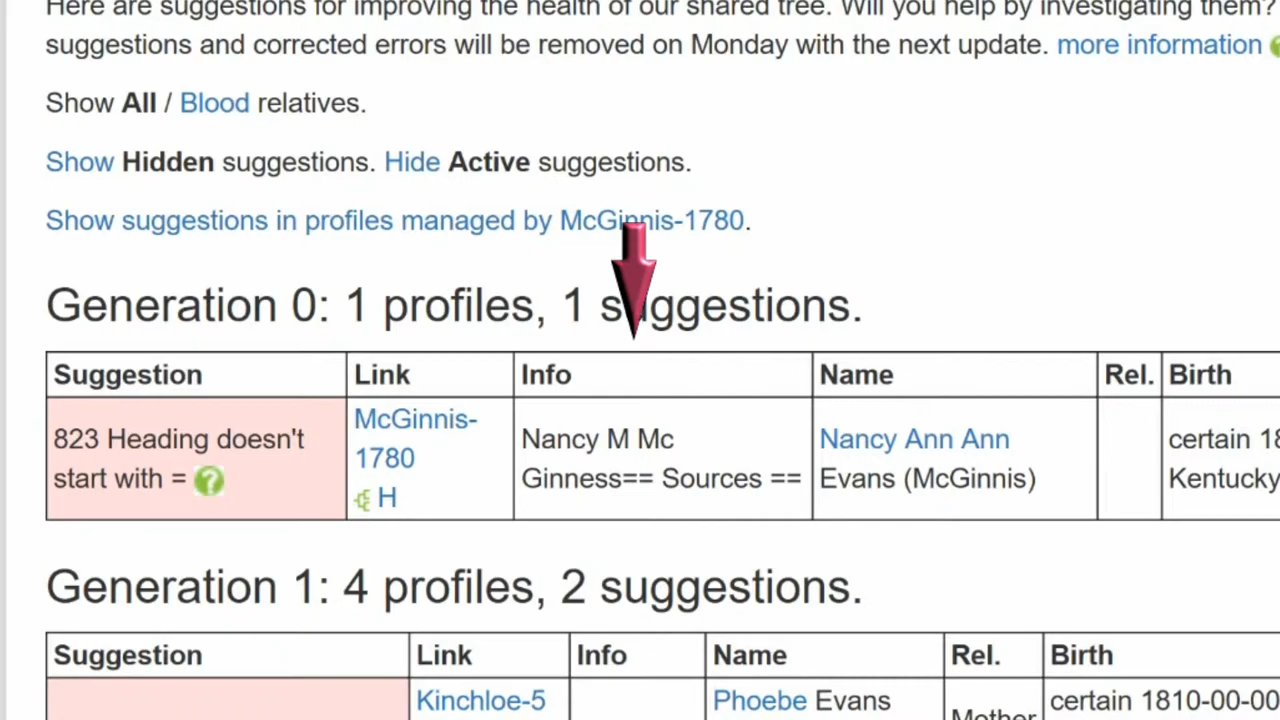 Here are suggestions for improving the health of our shared tree. Will you help by investigating them?
suggestions and corrected errors will be removed on Monday with the next update. more information
Show All / Blood relatives.
Show Hidden suggestions. Hide Active suggestions.
Show suggestions in profiles managed by McGinnis-1780.
Generation 0: 1 profiles, 1 suggestions.
Suggestion Link Info Name Rel. Birth
823 Heading doesn't start with = ? McGinnis-1780 H Nancy M Mc Ginness== Sources == Nancy Ann Ann Evans (McGinnis) certain 18 Kentucky
Generation 1: 4 profiles, 2 suggestions.
Suggestion Link Info Name Rel. Birth
Kinchloe-5 Phoebe Evans Mother certain 1810-00-00